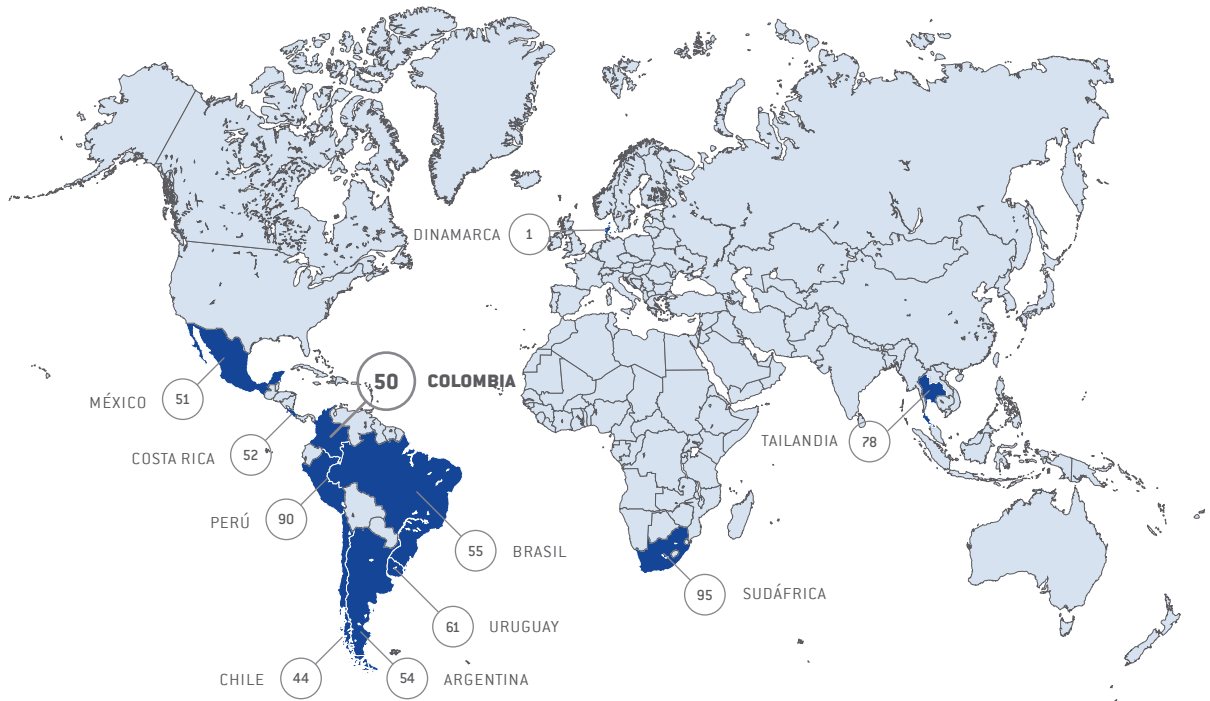 DINAMARCA 1
50 COLOMBIA
MÉXICO 51
COSTA RICA 52
TAILANDIA 78
PERÚ 90
55 BRASIL
95 SUDÁFRICA
61 URUGUAY
CHILE 44
54 ARGENTINA